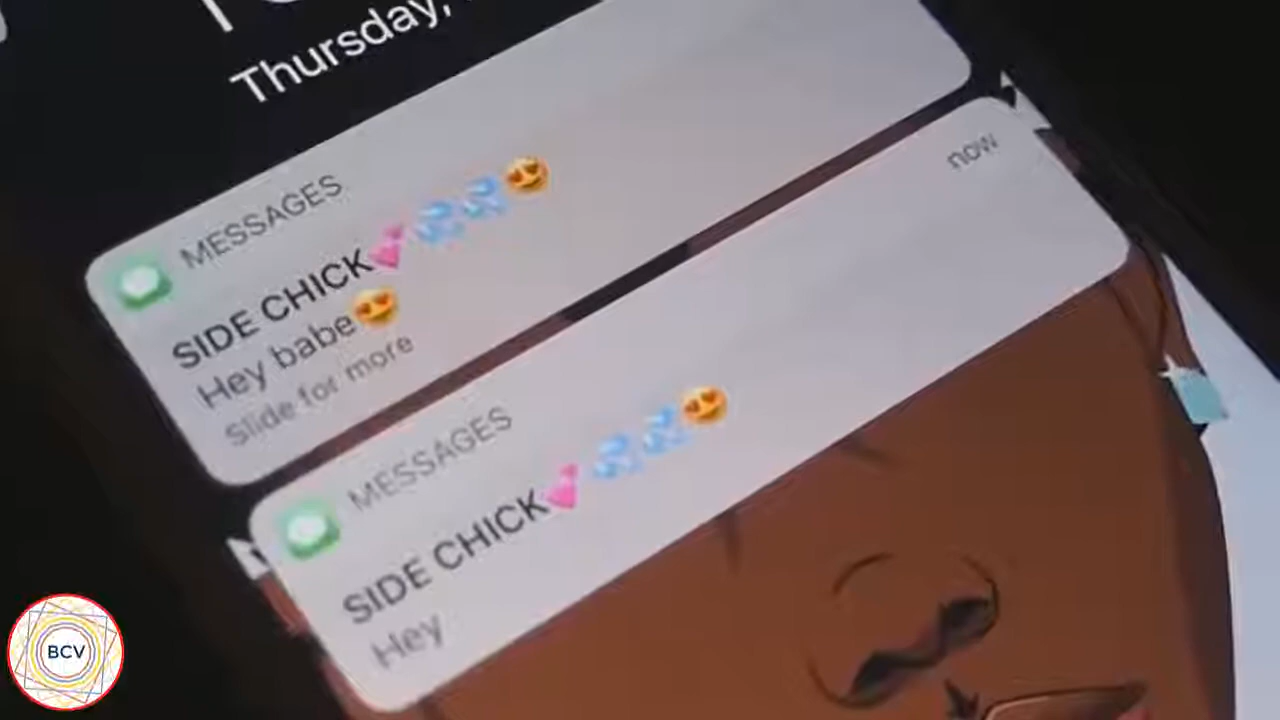 Thursday,
MESSAGES
SIDE CHICK💕💦💦😍
Hey babe😍
Slide for more
now
MESSAGES
SIDE CHICK💕💦💦😍
Hey
BCV